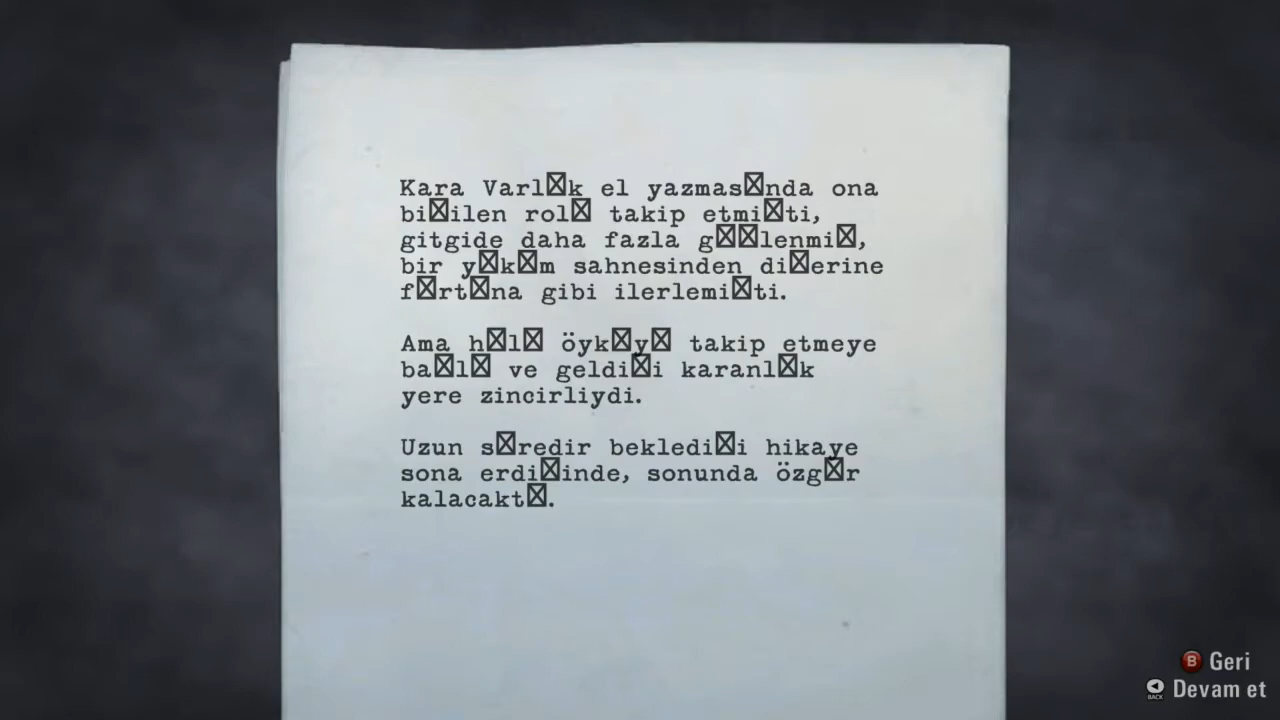 Kara Varl☒k el yazmas☒nda ona
bi☒ilen rol☒ takip etmi☒ti,
gitgide daha fazla g☒☒lenmi☒,
bir y☒k☒m sahnesinden di☒erine
f☒rt☒na gibi ilerlemi☒ti.
Ama h☒l☒ öyk☒y☒ takip etmeye
ba☒l☒ ve geldi☒i karanl☒k
yere zincirliydi.
Uzun s☒redir bekledi☒i hikaye
sona erdi☒inde, sonunda özg☒r
kalacakt☒.
B Geri
BACK Devam et